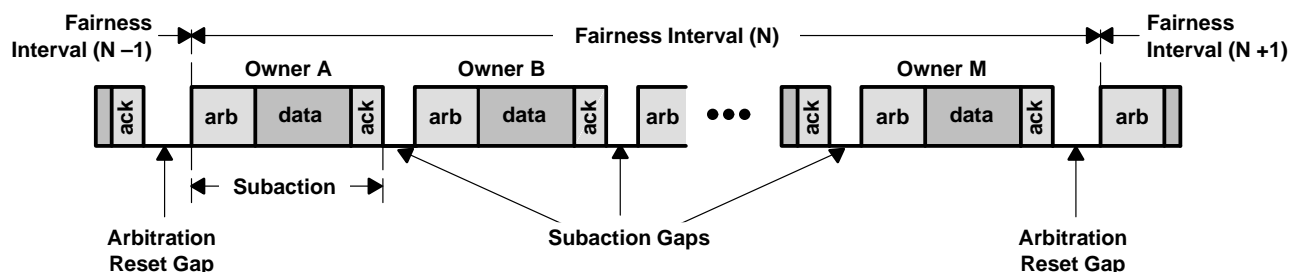 Fairness
Interval (N –1)
Fairness Interval (N)
Fairness
Interval (N +1)
Owner A
Owner B
Owner M
ack
arb
data
ack
arb
data
ack
arb
•••
ack
arb
data
ack
arb
Subaction
Arbitration
Reset Gap
Subaction Gaps
Arbitration
Reset Gap